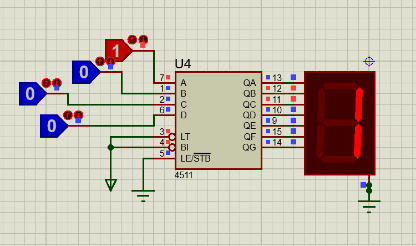 U4
1
0
0
0
7 A QA 13
1 B QB 12
2 C QC 11
6 D QD 10
QE 9
3 LT QF 15
4 BI QG 14
5 LE/STB
4511